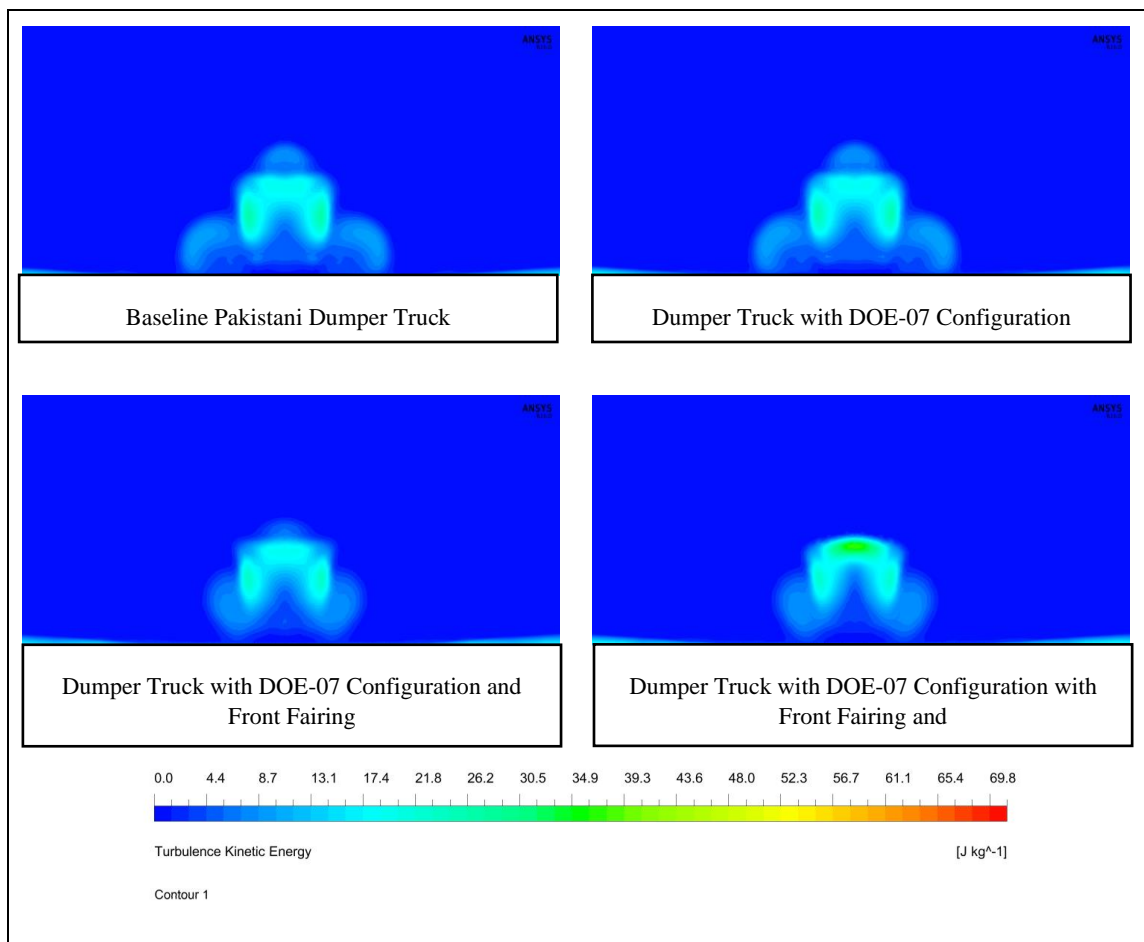 ANSYS
ANSYS
Baseline Pakistani Dumper Truck
Dumper Truck with DOE-07 Configuration
ANSYS
ANSYS
Dumper Truck with DOE-07 Configuration and
Front Fairing
Dumper Truck with DOE-07 Configuration with
Front Fairing and
0.0 4.4 8.7 13.1 17.4 21.8 26.2 30.5 34.9 39.3 43.6 48.0 52.3 56.7 61.1 65.4 69.8
Turbulence Kinetic Energy
[J kg^-1]
Contour 1